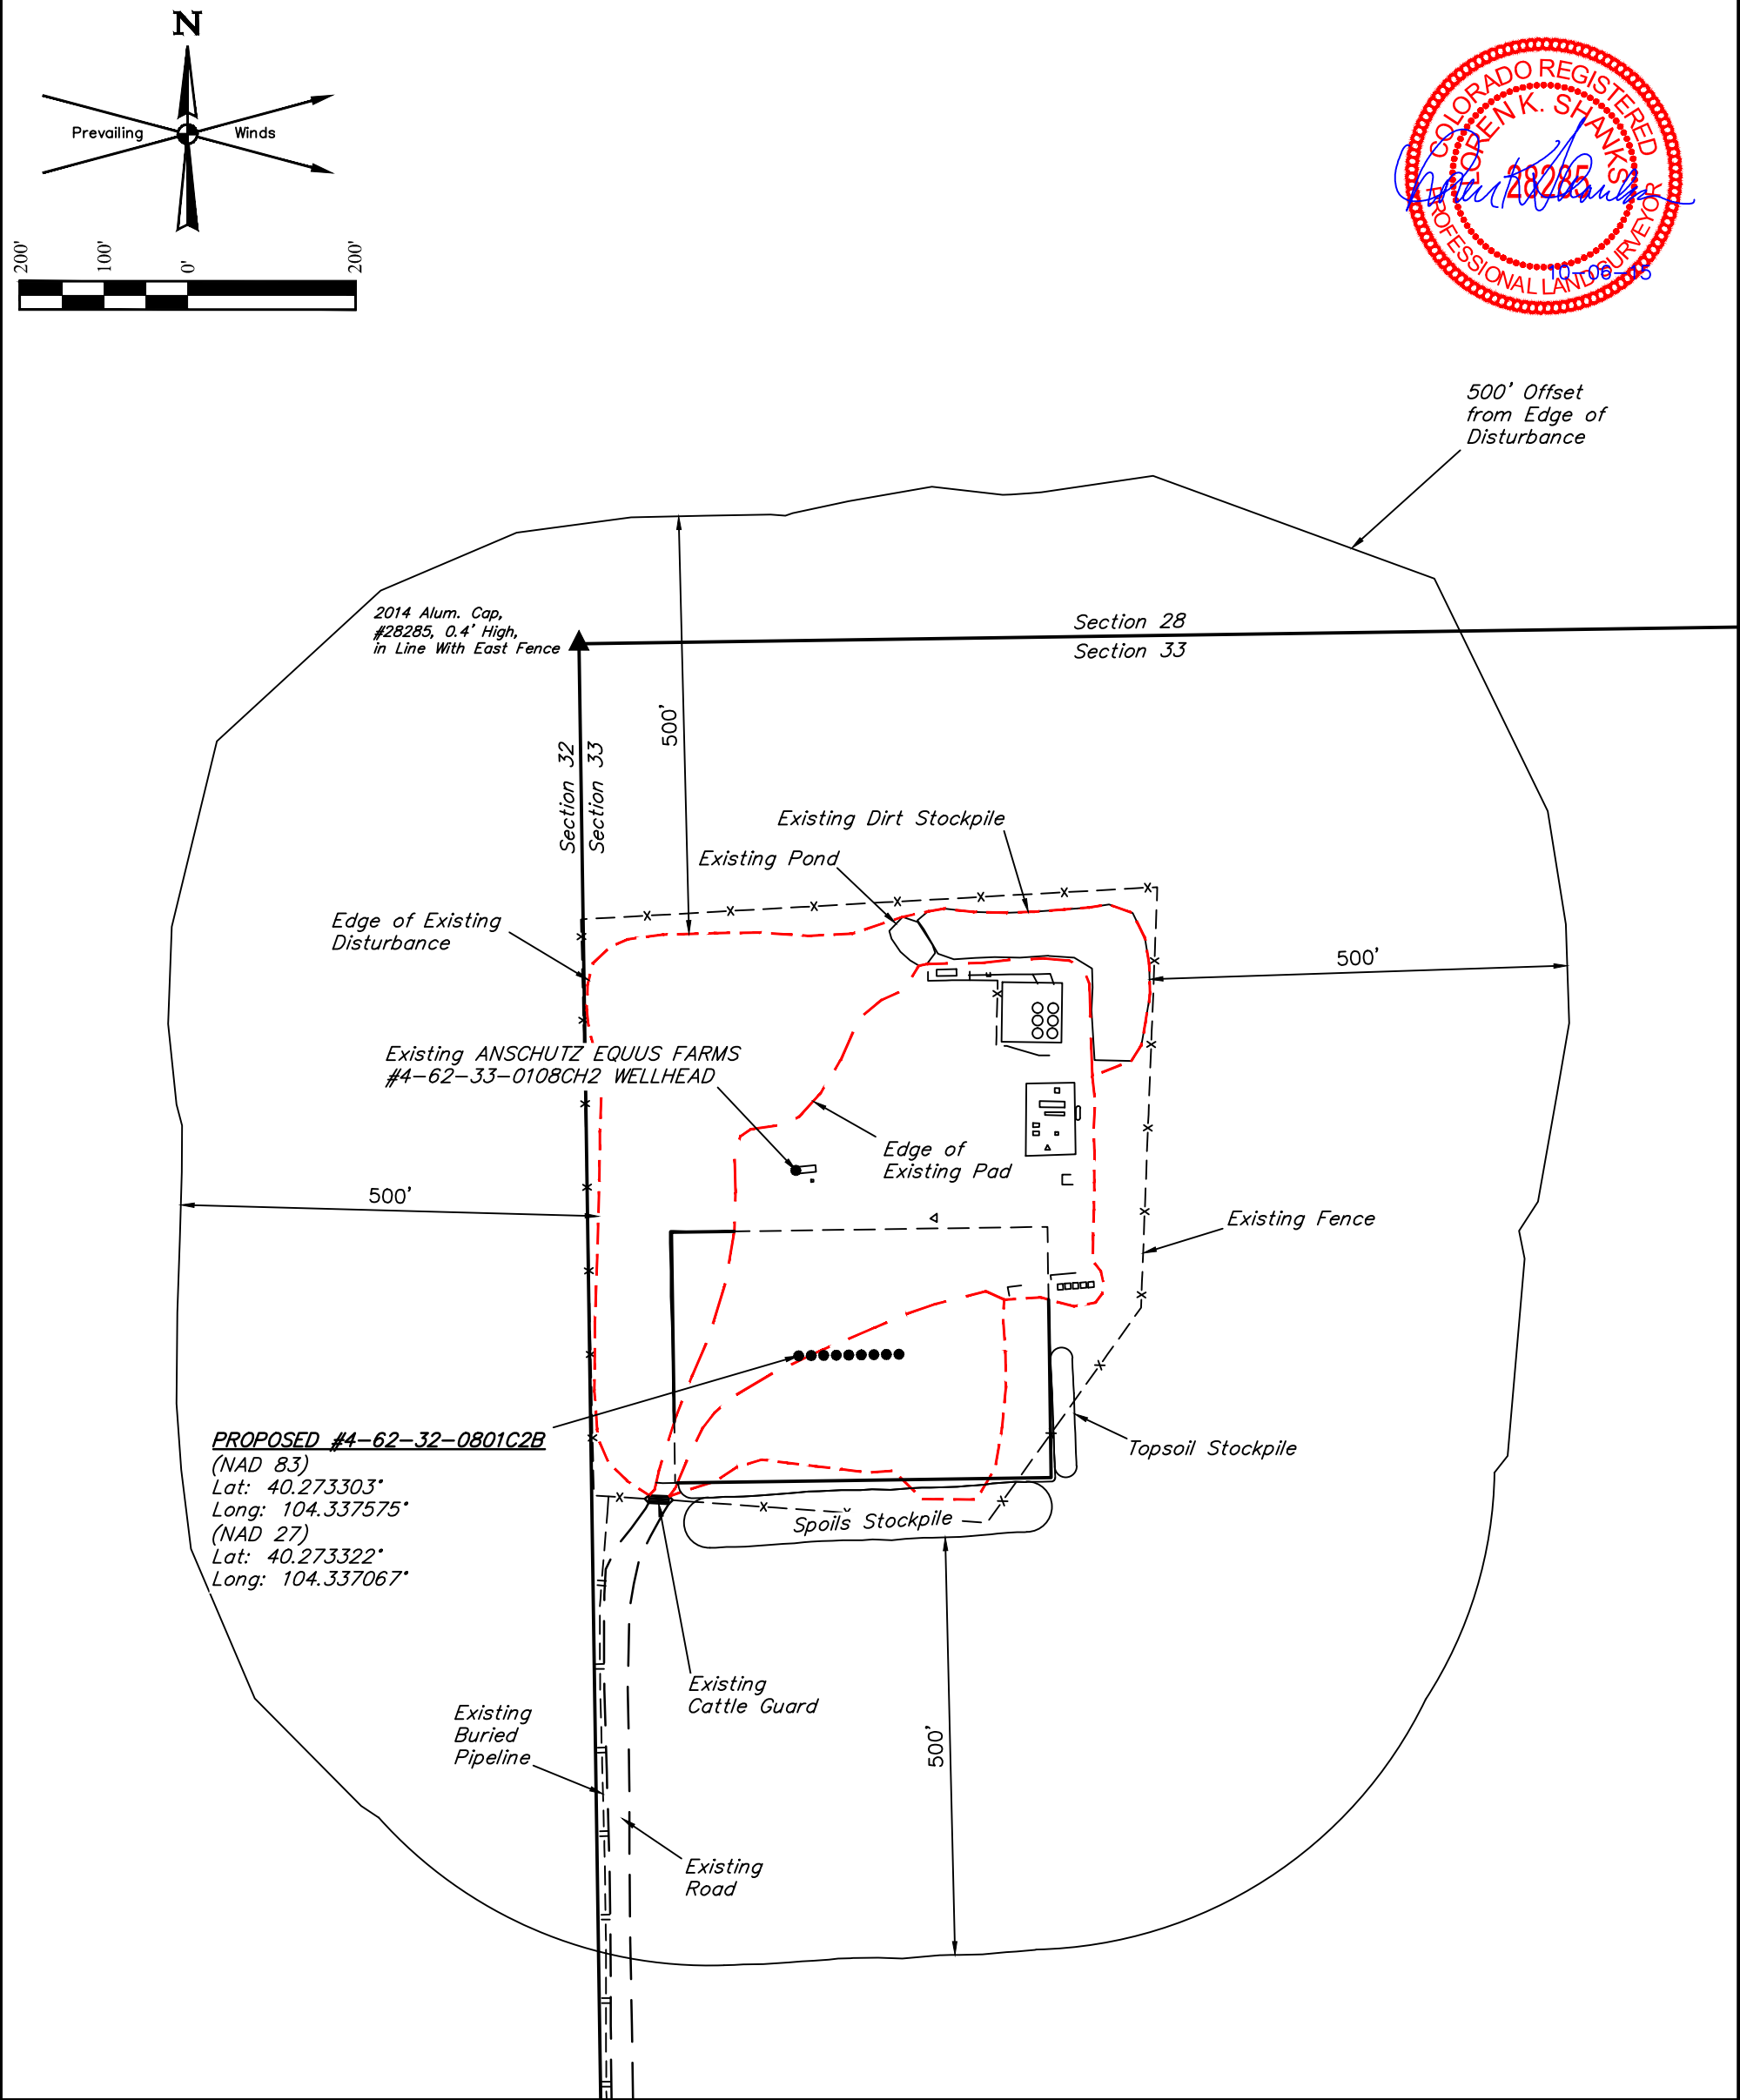 N
Prevailing Winds
200' 100' 0' 200'
COLORADO REGISTERED
LOREN K. SHANKS
28285
PROFESSIONAL LAND SURVEYOR
10-06-15
500' Offset
from Edge of
Disturbance
2014 Alum. Cap,
#28285, 0.4' High,
in Line With East Fence
Section 28
Section 33
500'
Section 32
Section 33
Existing Dirt Stockpile
Existing Pond
Edge of Existing
Disturbance
500'
Existing ANSCHUTZ EQUUS FARMS
#4-62-33-0108CH2 WELLHEAD
Edge of
Existing Pad
500'
Existing Fence
PROPOSED #4-62-32-0801C2B
(NAD 83)
Lat: 40.273303°
Long: 104.337575°
(NAD 27)
Lat: 40.273322°
Long: 104.337067°
Topsoil Stockpile
Spoils Stockpile
Existing
Cattle Guard
Existing
Buried
Pipeline
500'
Existing
Road